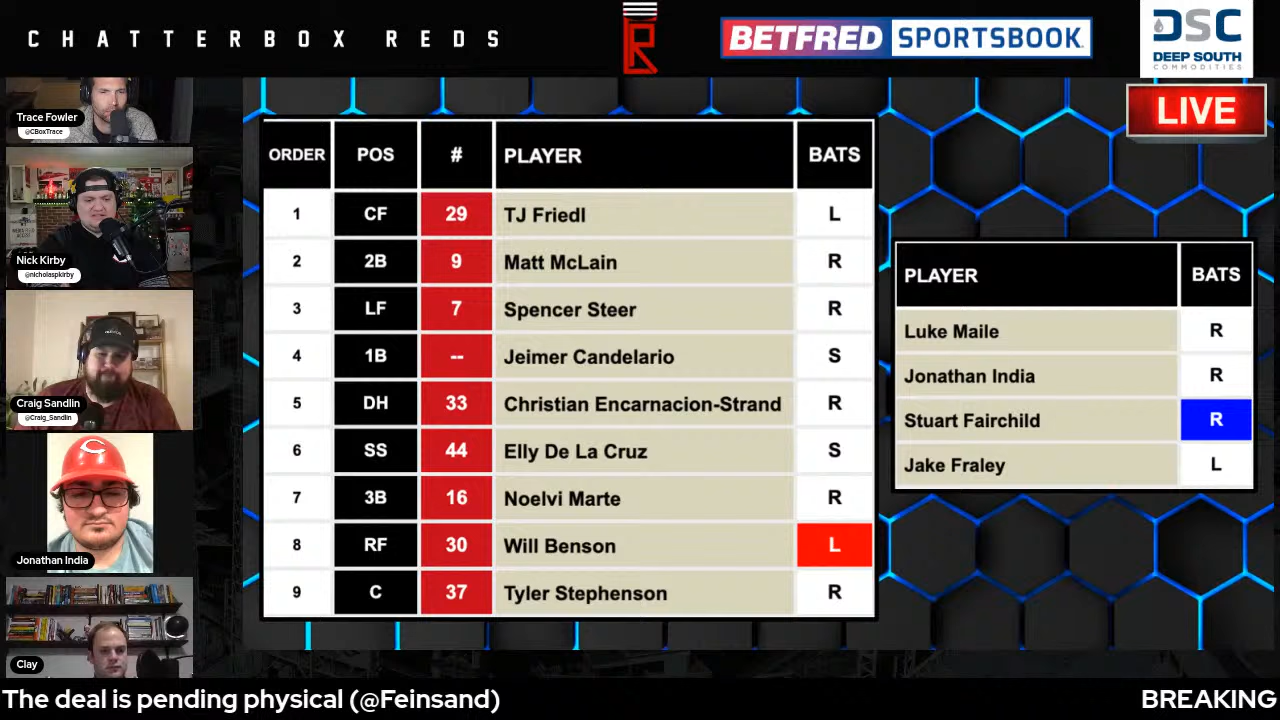 CHATTERBOX REDS
R
BETFRED SPORTSBOOK
DSC
DEEP SOUTH
COMMODITIES
LIVE
Trace Fowler
@CBoxTrace
Nick Kirby
@nicholaspkirby
Craig Sandlin
@Craig_Sandlin
Jonathan India
Clay
ORDER POS # PLAYER BATS
1 CF 29 TJ Friedl L
2 2B 9 Matt McLain R
3 LF 7 Spencer Steer R
4 1B -- Jeimer Candelario S
5 DH 33 Christian Encarnacion-Strand R
6 SS 44 Elly De La Cruz S
7 3B 16 Noelvi Marte R
8 RF 30 Will Benson L
9 C 37 Tyler Stephenson R
PLAYER BATS
Luke Maile R
Jonathan India R
Stuart Fairchild R
Jake Fraley L
The deal is pending physical (@Feinsand)
BREAKING